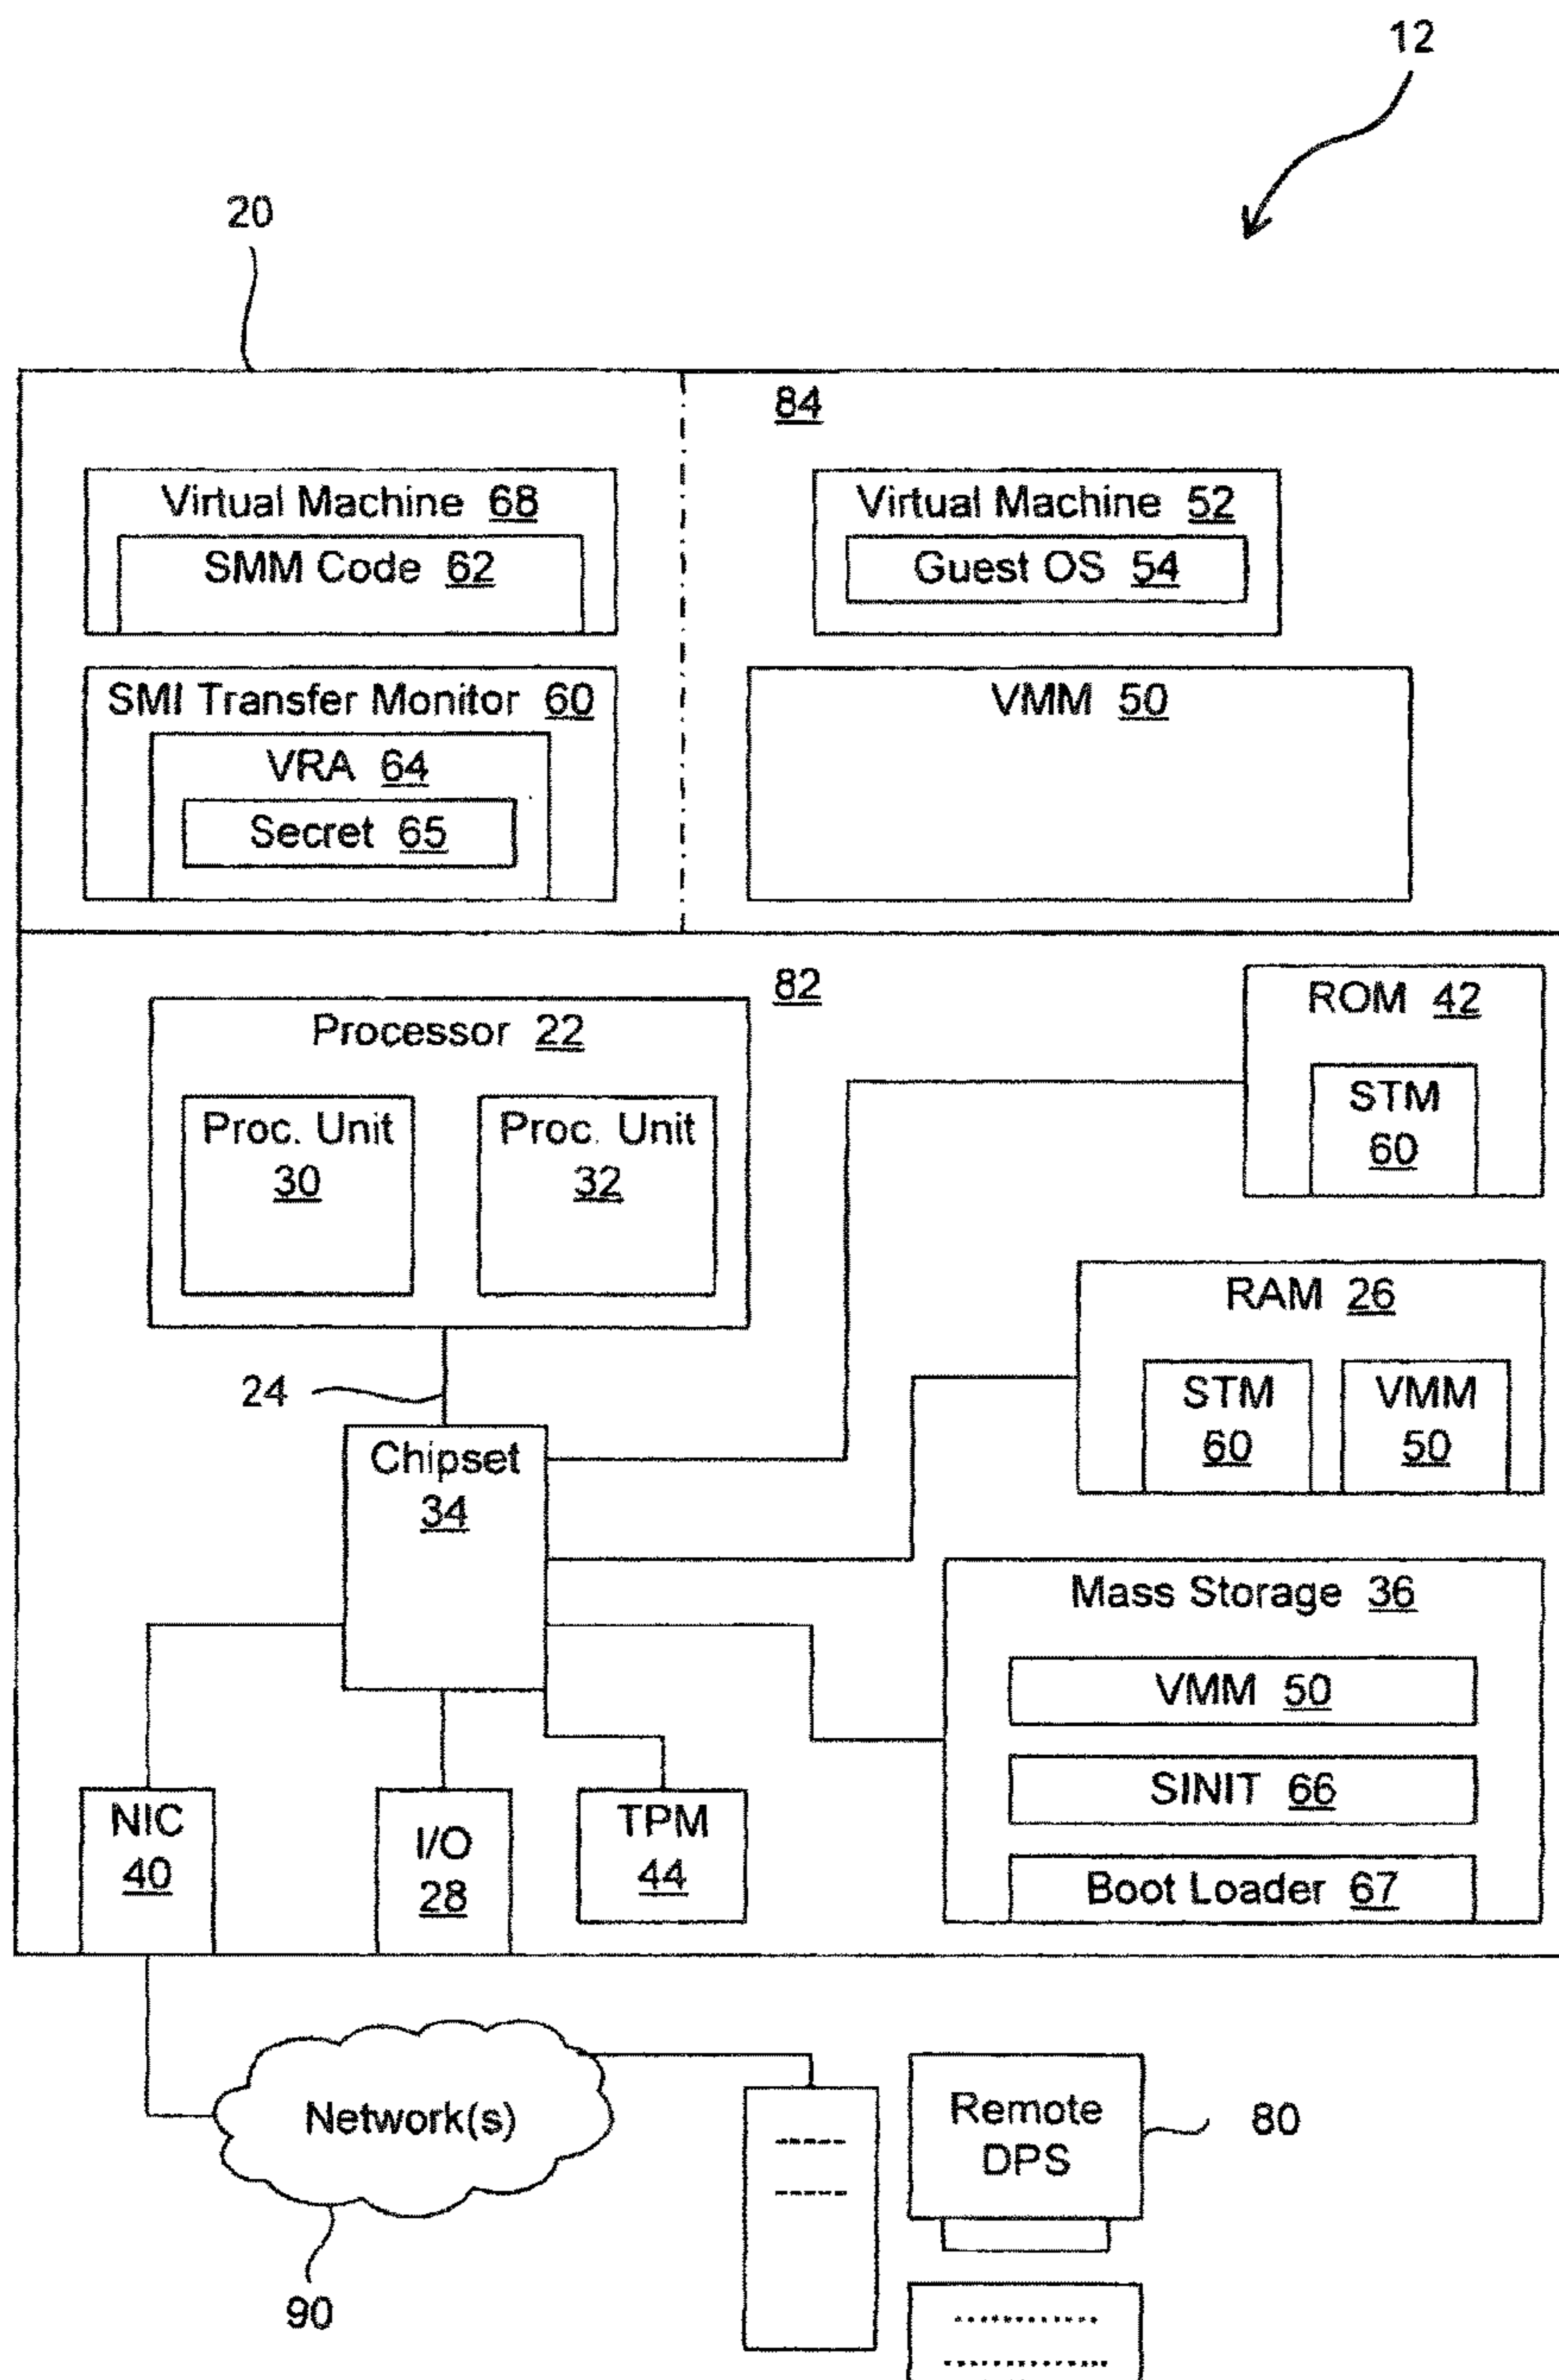 12
20
84
Virtual Machine 68
SMM Code 62
Virtual Machine 52
Guest OS 54
SMI Transfer Monitor 60
VRA 64
Secret 65
VMM 50
82
Processor 22
Proc. Unit
30
Proc. Unit
32
ROM 42
STM
60
RAM 26
STM
60
VMM
50
24
Chipset
34
Mass Storage 36
VMM 50
SINIT 66
Boot Loader 67
NIC
40
I/O
28
TPM
44
Network(s)
90
Remote
DPS
80